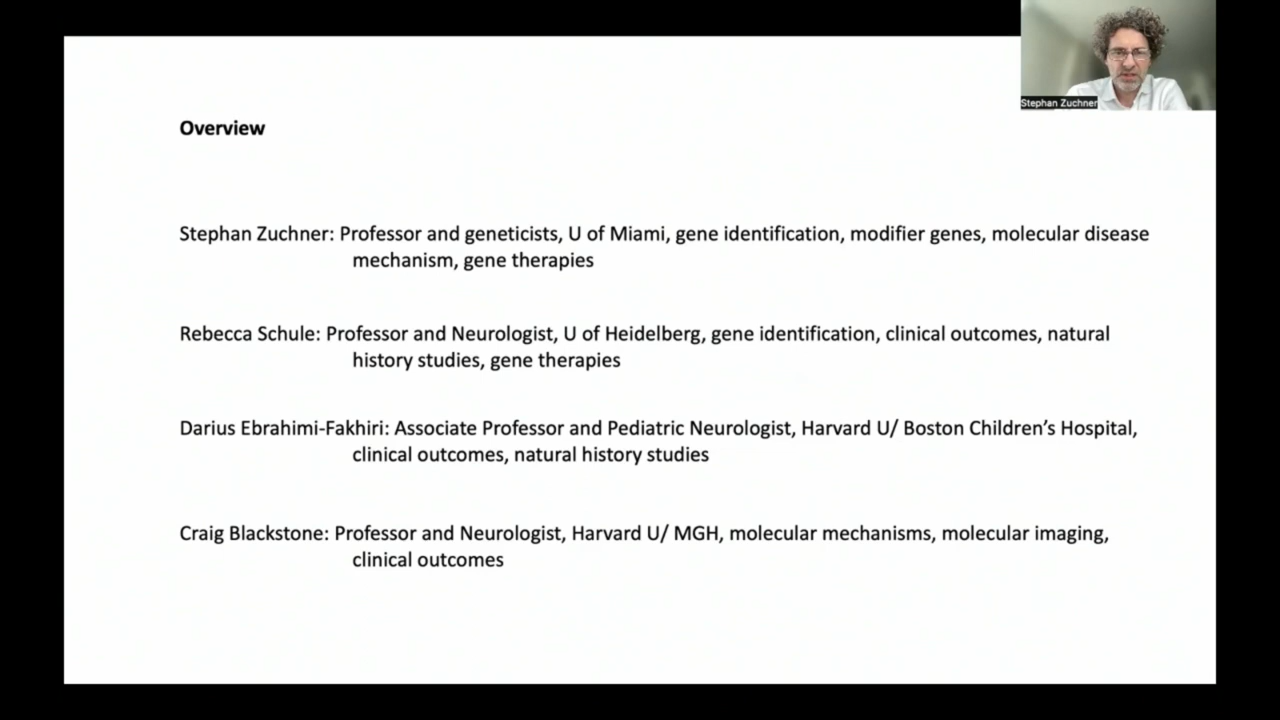 Stephan Zuchner
Overview
Stephan Zuchner: Professor and geneticists, U of Miami, gene identification, modifier genes, molecular disease
mechanism, gene therapies
Rebecca Schule: Professor and Neurologist, U of Heidelberg, gene identification, clinical outcomes, natural
history studies, gene therapies
Darius Ebrahimi-Fakhiri: Associate Professor and Pediatric Neurologist, Harvard U/ Boston Children’s Hospital,
clinical outcomes, natural history studies
Craig Blackstone: Professor and Neurologist, Harvard U/ MGH, molecular mechanisms, molecular imaging,
clinical outcomes